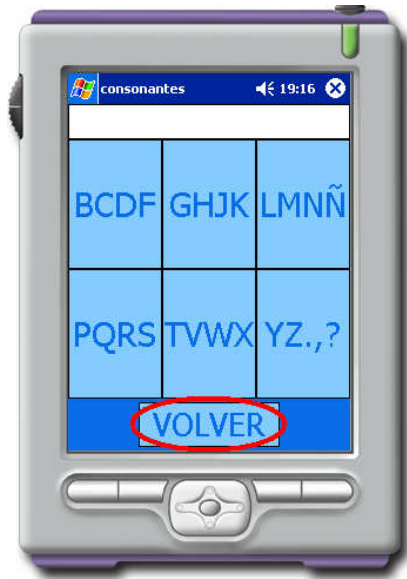 consonantes 19:16
BCDF GHJK LMNÑ
PQRS TVWX YZ.,?
VOLVER